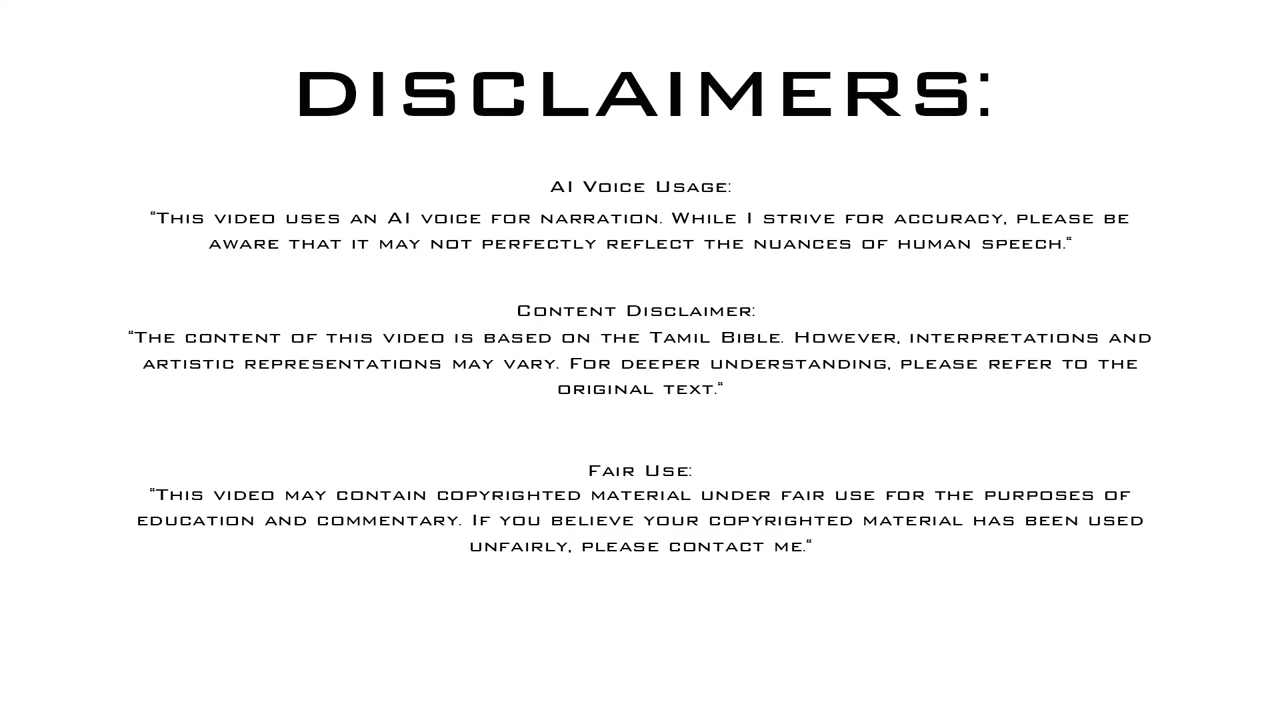 DISCLAIMERS:
AI Voice Usage:
“This video uses an AI voice for narration. While I strive for accuracy, please be
aware that it may not perfectly reflect the nuances of human speech.“
Content Disclaimer:
“The content of this video is based on the Tamil Bible. However, interpretations and
artistic representations may vary. For deeper understanding, please refer to the
original text.“
Fair Use:
“This video may contain copyrighted material under fair use for the purposes of
education and commentary. If you believe your copyrighted material has been used
unfairly, please contact me.“